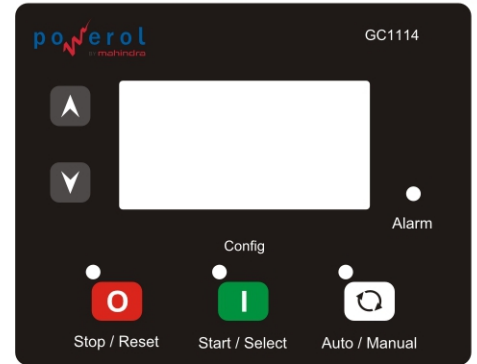 powerol
BY mahindra
GC1114
Alarm
Config
O
I
Stop / Reset
Start / Select
Auto / Manual